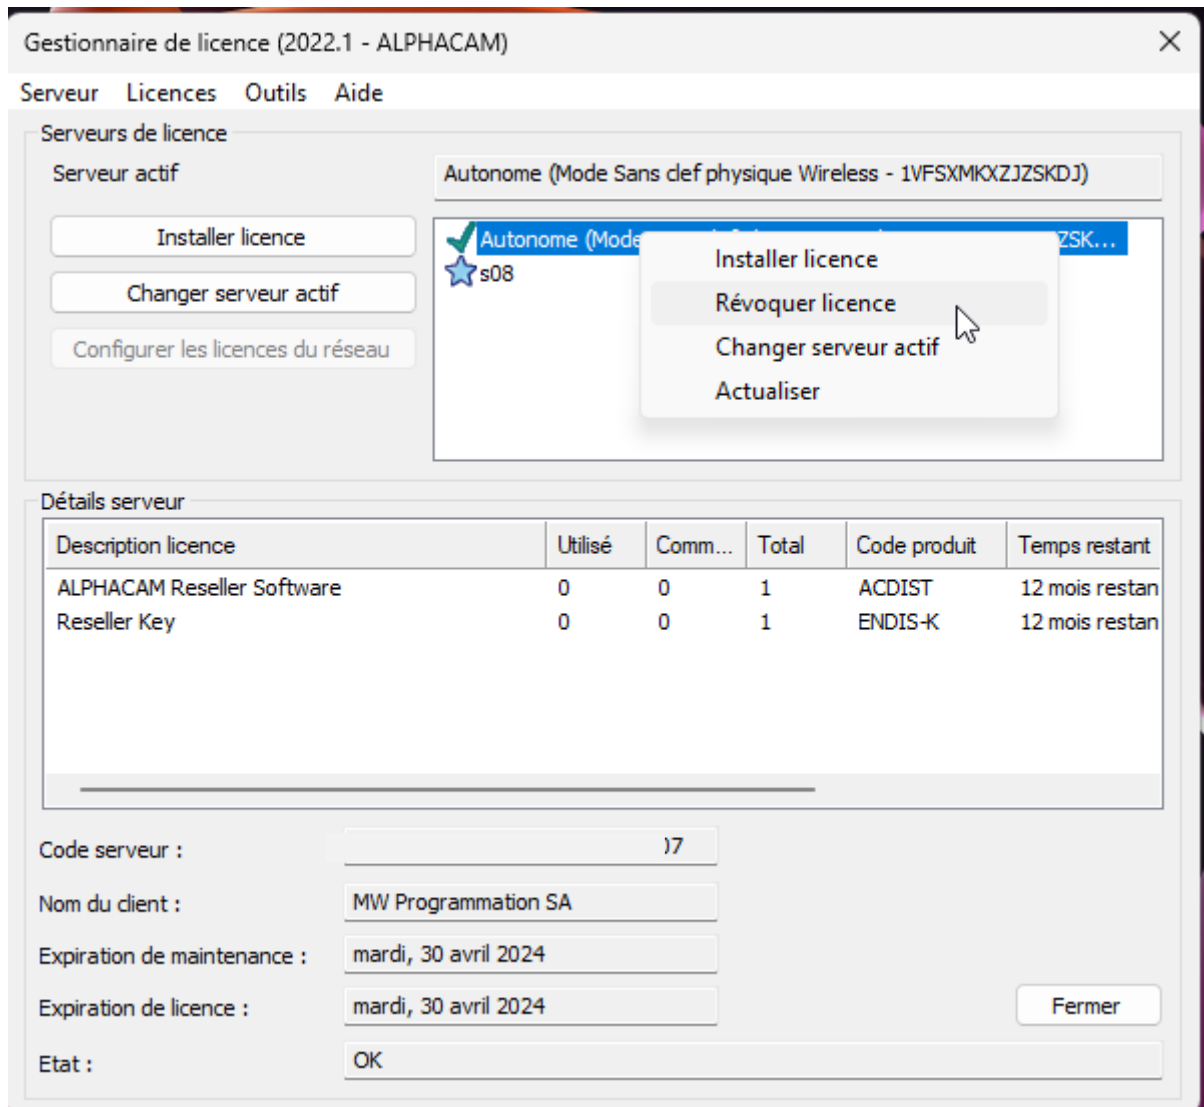 Gestionnaire de licence (2022.1 - ALPHACAM)
Serveur Licences Outils Aide
Serveurs de licence
Serveur actif
Autonome (Mode Sans clef physique Wireless - 1VFSXMKXZJZSKDJ)
Installer licence
Changer serveur actif
Configurer les licences du réseau
Autonome (Mode ZSK...
s08
Installer licence
Révoquer licence
Changer serveur actif
Actualiser
Détails serveur
Description licence Utilisé Comm... Total Code produit Temps restant
ALPHACAM Reseller Software 0 0 1 ACDIST 12 mois restan
Reseller Key 0 0 1 ENDIS-K 12 mois restan
Code serveur : 07
Nom du client : MW Programmation SA
Expiration de maintenance : mardi, 30 avril 2024
Expiration de licence : mardi, 30 avril 2024
Fermer
Etat : OK